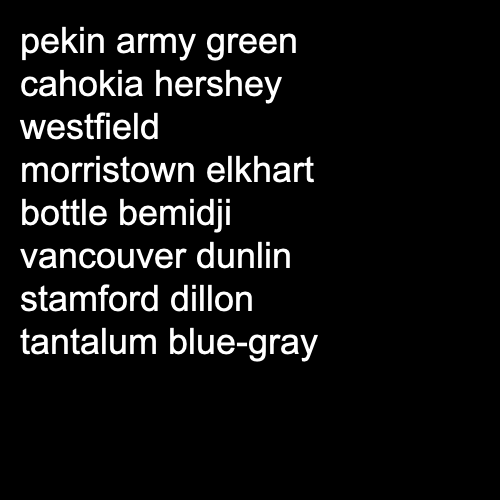 pekin army green
cahokia hershey
westfield
morristown elkhart
bottle bemidji
vancouver dunlin
stamford dillon
tantalum blue-gray